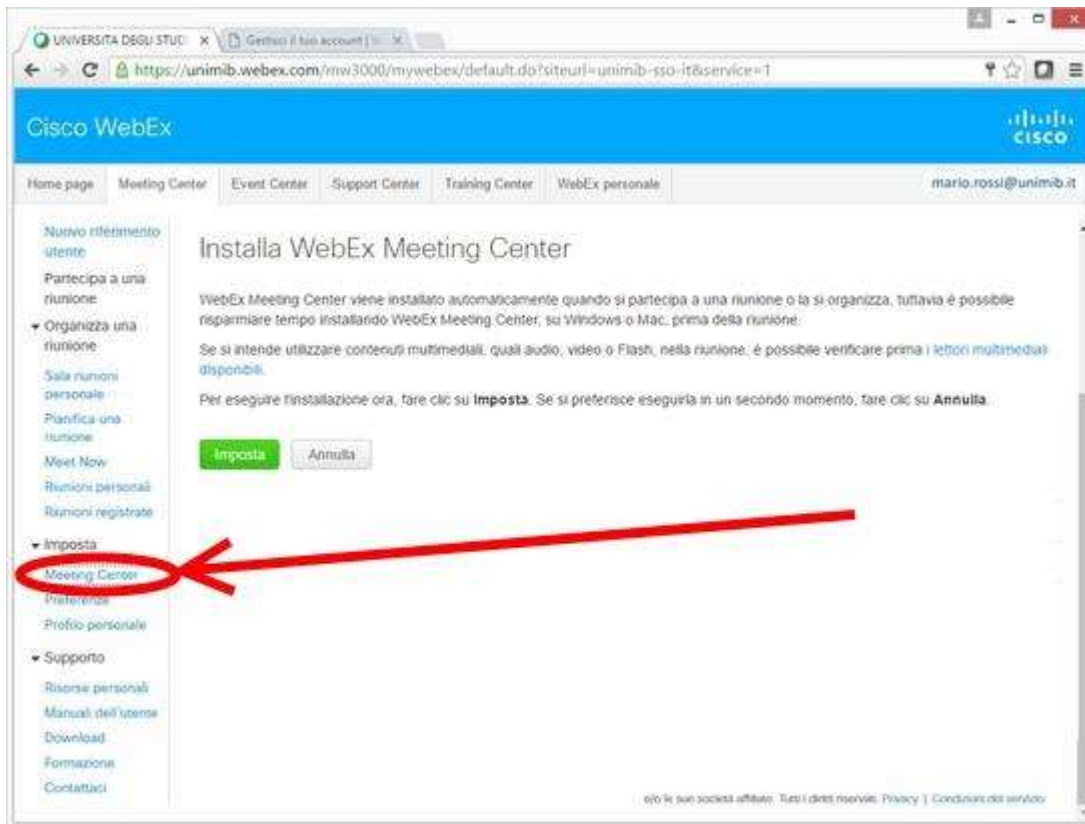 UNIVERSITA DEGLI STUD
Gestisci il tuo account |
https://unimib.webex.com/mw3000/mywebex/default.do?siteurl=unimib-sso-it&service=1
Cisco WebEx
CISCO
Home page Meeting Center Event Center Support Center Training Center WebEx personale mario.rossi@unimib.it
Nuovo riferimento
utente
Partecipa a una
riunione
Organizza una
riunione
Sala riunioni
personale
Pianifica una
riunione
Meet Now
Riunioni personali
Riunioni registrate
Imposta
Meeting Center
Preferenze
Profilo personale
Supporto
Risorse personali
Manuali dell'utente
Download
Formazione
Contattaci
Installa WebEx Meeting Center
WebEx Meeting Center viene installato automaticamente quando si partecipa a una riunione o la si organizza, tuttavia è possibile
risparmiare tempo installando WebEx Meeting Center, su Windows o Mac, prima della riunione.
Se si intende utilizzare contenuti multimediali, quali audio, video o Flash, nella riunione, è possibile verificare prima i lettori multimediali
disponibili.
Per eseguire l'installazione ora, fare clic su Imposta. Se si preferisce eseguirla in un secondo momento, fare clic su Annulla.
Imposta Annulla
e/o le sue società affiliate. Tutti i diritti riservati. Privacy | Condizioni del servizio